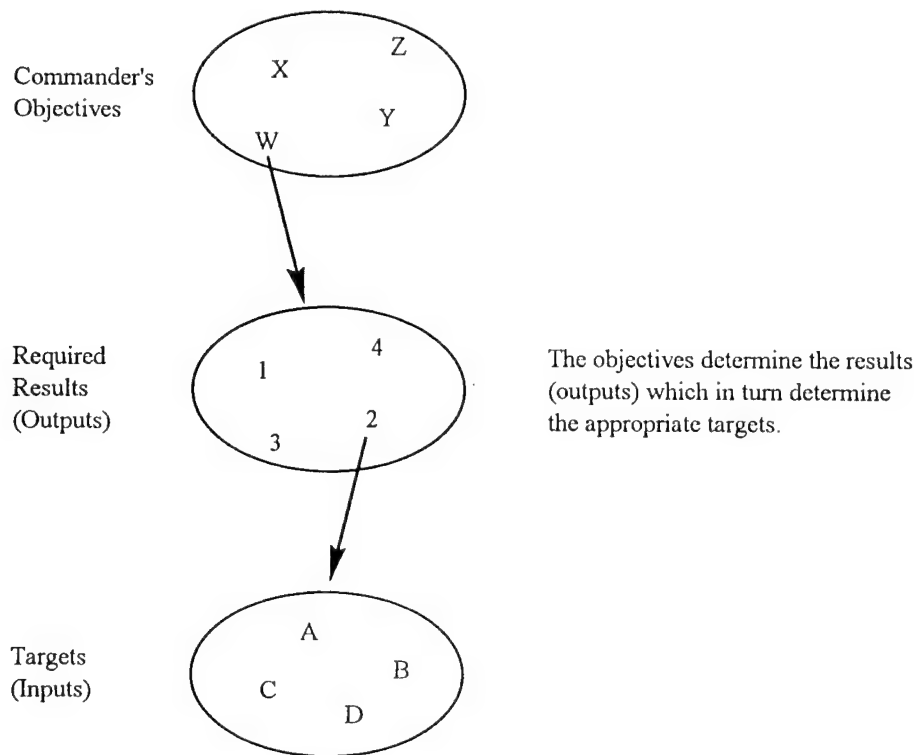 Commander's
Objectives
X
Z
Y
W
Required
Results
(Outputs)
1
4
3
2
The objectives determine the results
(outputs) which in turn determine
the appropriate targets.
Targets
(Inputs)
A
B
C
D